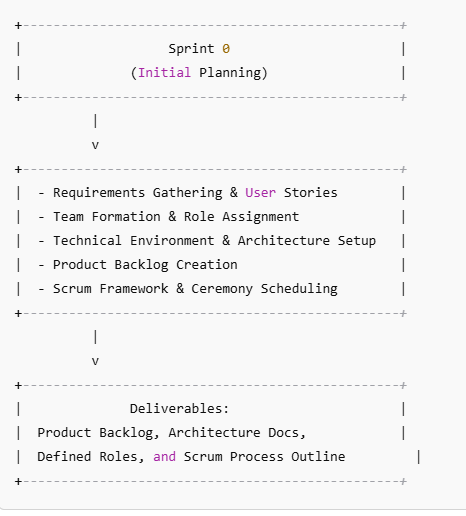 +-------------------------------------------------+
|                   Sprint 0                      |
|              (Initial Planning)                 |
+-------------------------------------------------+
          |
          v
+-------------------------------------------------+
|  - Requirements Gathering & User Stories        |
|  - Team Formation & Role Assignment             |
|  - Technical Environment & Architecture Setup   |
|  - Product Backlog Creation                     |
|  - Scrum Framework & Ceremony Scheduling        |
+-------------------------------------------------+
          |
          v
+-------------------------------------------------+
|              Deliverables:                      |
|  Product Backlog, Architecture Docs,            |
|  Defined Roles, and Scrum Process Outline         |
+-------------------------------------------------+